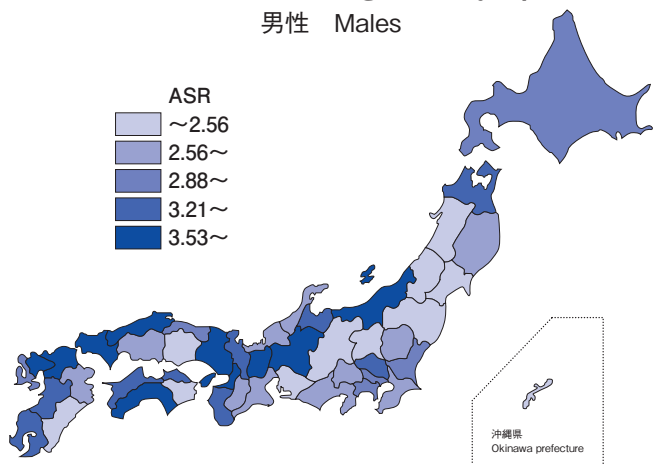 男性 Males
ASR
～2.56
2.56～
2.88～
3.21～
3.53～
沖縄県
Okinawa prefecture